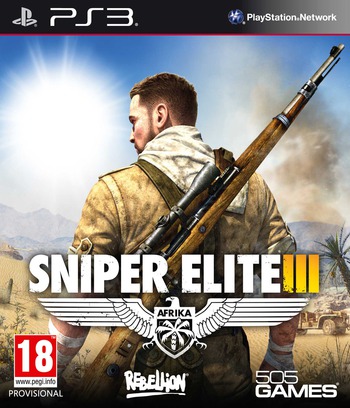 PS3
PlayStation®Network
SNIPER ELITE III
AFRIKA
18
www.pegi.info
PROVISIONAL
REBELLION
505
GAMES